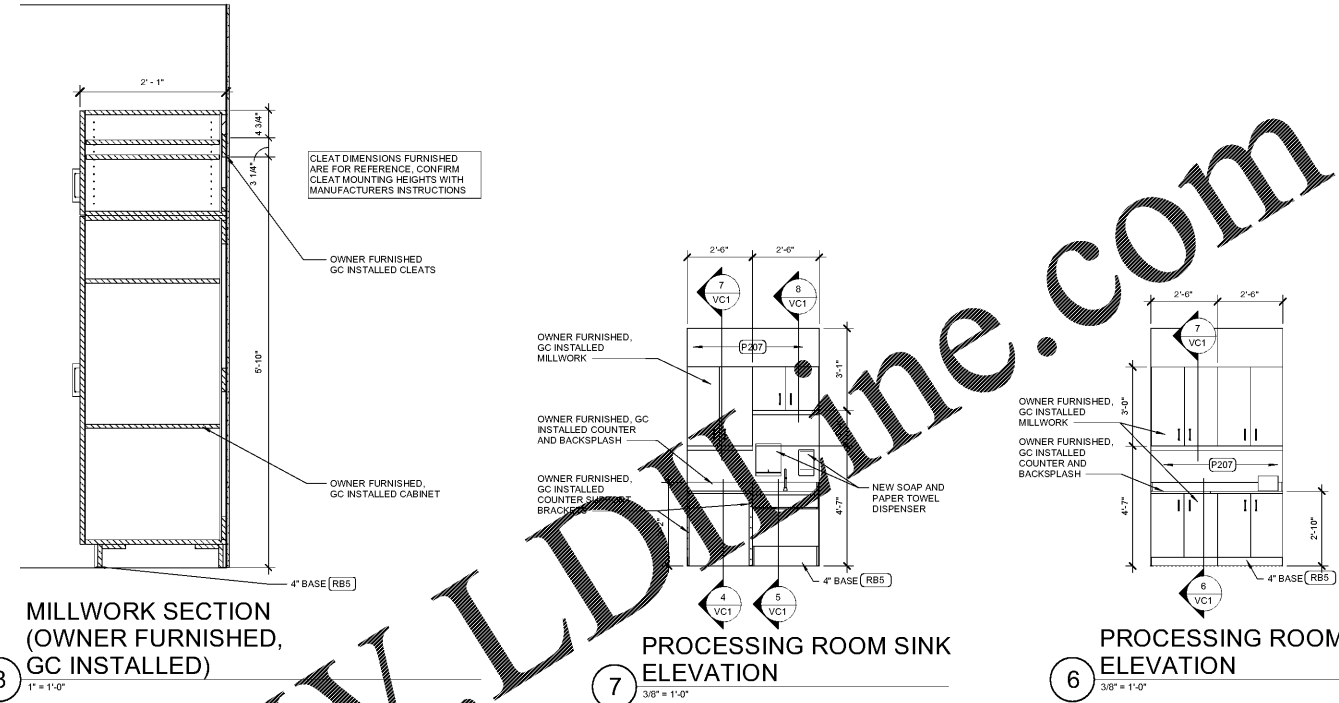 2' - 1"
4 3/4"
3 1/4"
5'-10"
CLEAT DIMENSIONS FURNISHED
ARE FOR REFERENCE, CONFIRM
CLEAT MOUNTING HEIGHTS WITH
MANUFACTURERS INSTRUCTIONS
OWNER FURNISHED
GC INSTALLED CLEATS
OWNER FURNISHED,
GC INSTALLED CABINET
4" BASE RB5
MILLWORK SECTION
(OWNER FURNISHED,
GC INSTALLED)
1" = 1'-0"
2'-6" 2'-6"
7
VC1
8
VC1
OWNER FURNISHED,
GC INSTALLED
MILLWORK
P207
3'-1"
OWNER FURNISHED, GC
INSTALLED COUNTER
AND BACKSPLASH
OWNER FURNISHED,
GC INSTALLED
COUNTER SUPPORT
BRACKETS
NEW SOAP AND
PAPER TOWEL
DISPENSER
4'-7"
4" BASE RB5
4
VC1
5
VC1
7
PROCESSING ROOM SINK
ELEVATION
3/8" = 1'-0"
2'-6" 2'-6"
7
VC1
OWNER FURNISHED,
GC INSTALLED
MILLWORK
3'-0"
OWNER FURNISHED,
GC INSTALLED
COUNTER AND
BACKSPLASH
P207
4'-7"
2'-10"
4" BASE RB5
6
VC1
6
PROCESSING ROOM
ELEVATION
3/8" = 1'-0"
.LDILine.com